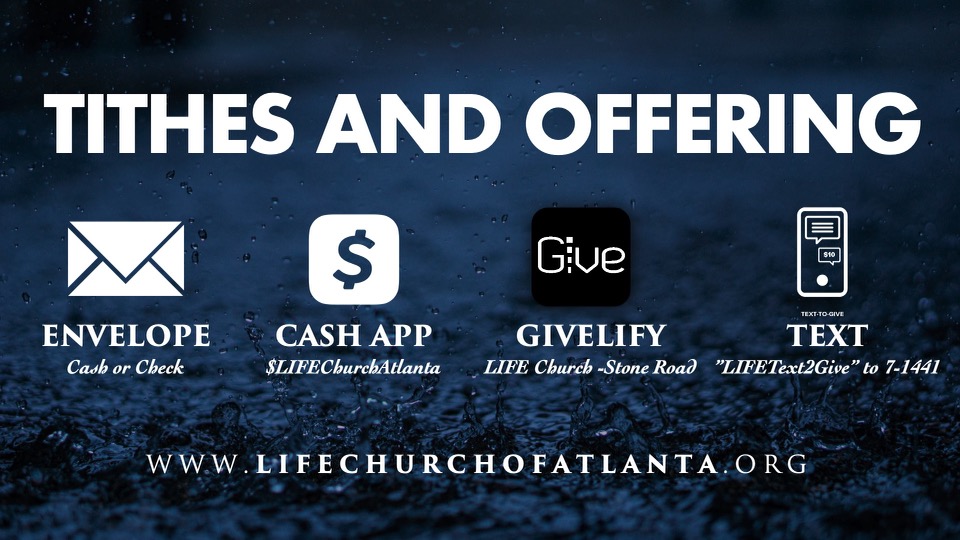 TITHES AND OFFERING
$
Give
$10
TEXT-TO-GIVE
ENVELOPE
CASH APP
GIVELIFY
TEXT
Cash or Check
$LIFEChurchAtlanta
LIFE Church -Stone Road
"LIFEText2Give" to 7-1441
WWW.LIFECHURCHOFATLANTA.ORG